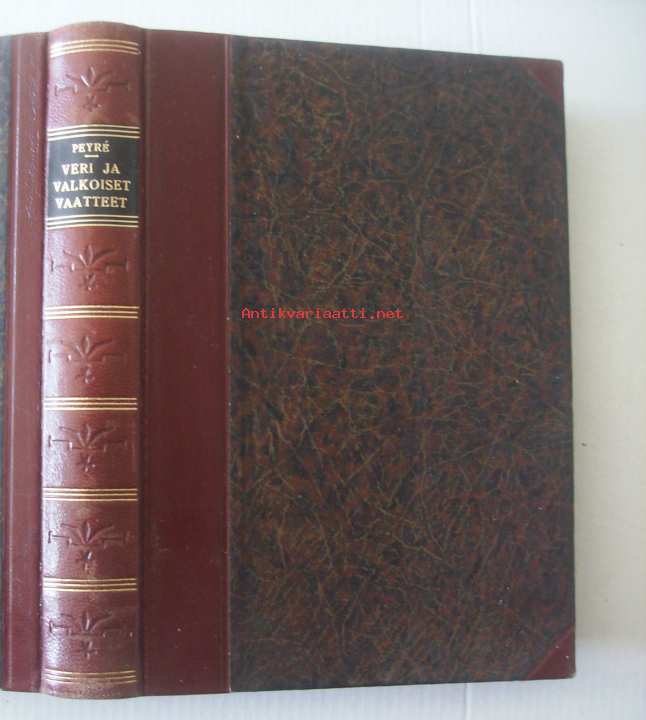 PEYRÉ
VERI JA
VALKOISET
VAATTEET
Antikvariaatti.net